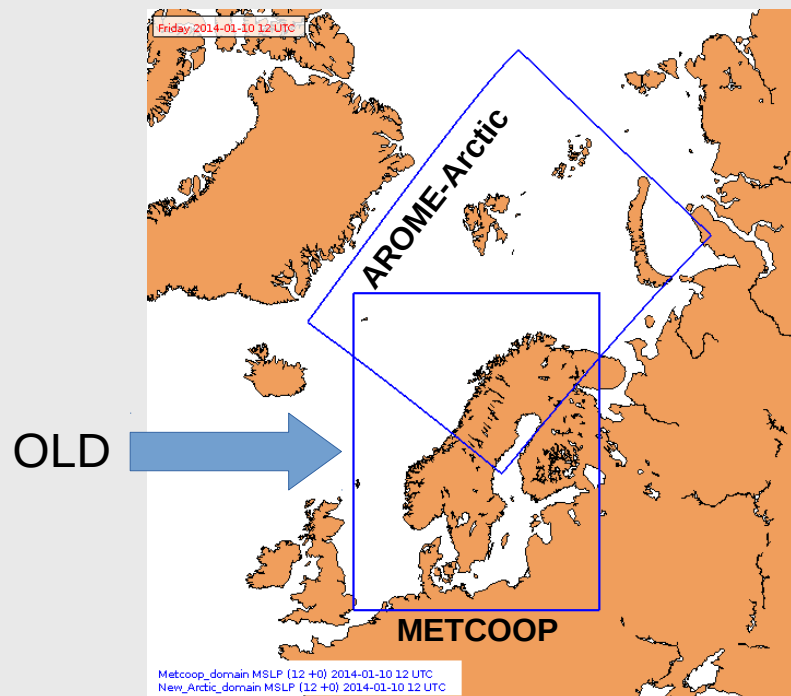 Friday 2014-01-10 12 UTC
AROME-Arctic
OLD
METCOOP
Metcoop_domain MSLP (12 +0) 2014-01-10 12 UTC
New_Arctic_domain MSLP (12 +0) 2014-01-10 12 UTC